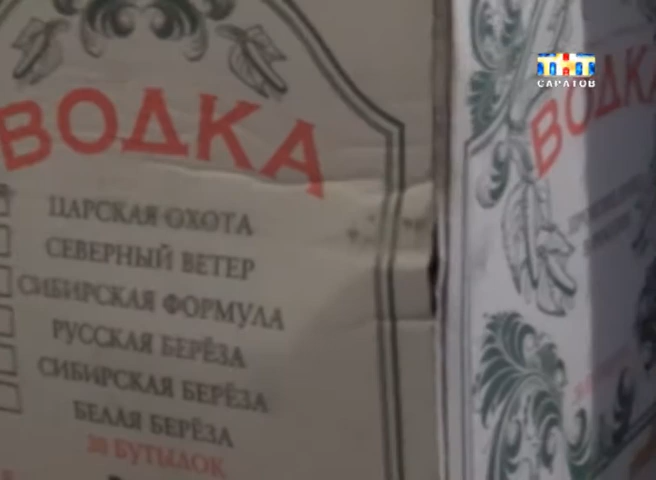 ВОДКА
ЦАРСКАЯ ОХОТА
СЕВЕРНЫЙ ВЕТЕР
СИБИРСКАЯ ФОРМУЛА
РУССКАЯ БЕРЁЗА
СИБИРСКАЯ БЕРЁЗА
БЕЛАЯ БЕРЁЗА
20 БУТЫЛОК
ТНТ
САРАТОВ
ВОДКА